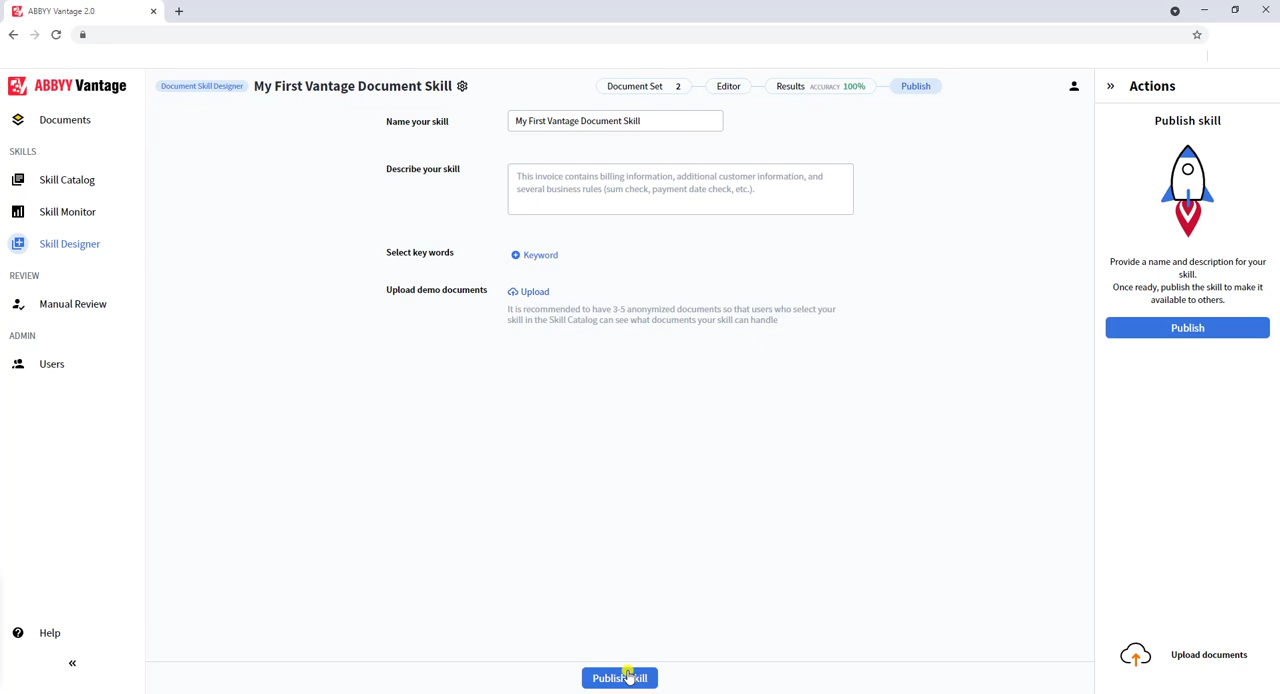 ABBYY Vantage 2.0
ABBYY Vantage
Documents
SKILLS
Skill Catalog
Skill Monitor
Skill Designer
REVIEW
Manual Review
ADMIN
Users
Help
Document Skill Designer
My First Vantage Document Skill
Document Set 2
Editor
Results ACCURACY 100%
Publish
Name your skill
My First Vantage Document Skill
Describe your skill
This invoice contains billing information, additional customer information, and
several business rules (sum check, payment date check, etc.).
Select key words
Keyword
Upload demo documents
Upload
It is recommended to have 3-5 anonymized documents so that users who select your
skill in the Skill Catalog can see what documents your skill can handle
Publish Skill
Actions
Publish skill
Provide a name and description for your
skill.
Once ready, publish the skill to make it
available to others.
Publish
Upload documents